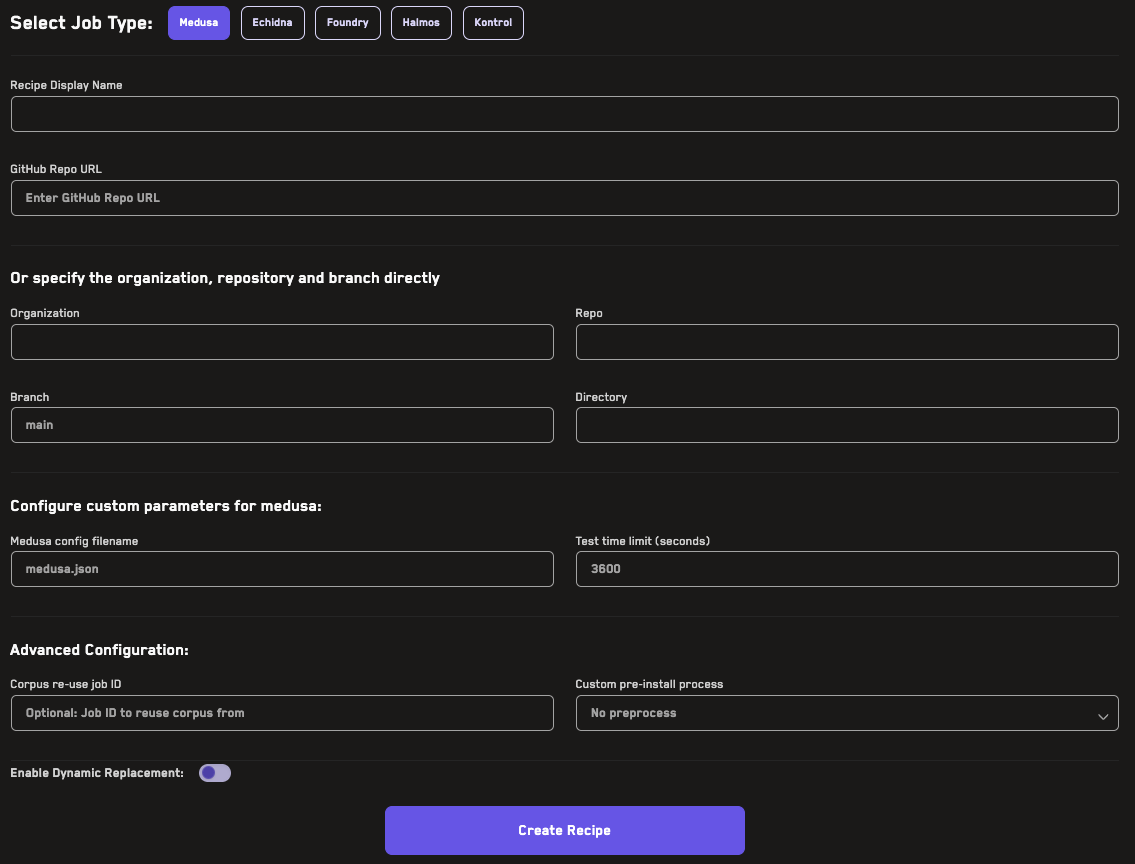 Select Job Type: Medusa Echidna Foundry Halmos Kontrol
Recipe Display Name
GitHub Repo URL
Enter GitHub Repo URL
Or specify the organization, repository and branch directly
Organization Repo
Branch Directory
main
Configure custom parameters for medusa:
Medusa config filename Test time limit (seconds)
medusa.json 3600
Advanced Configuration:
Corpus re-use job ID Custom pre-install process
Optional: Job ID to reuse corpus from No preprocess
Enable Dynamic Replacement:
Create Recipe